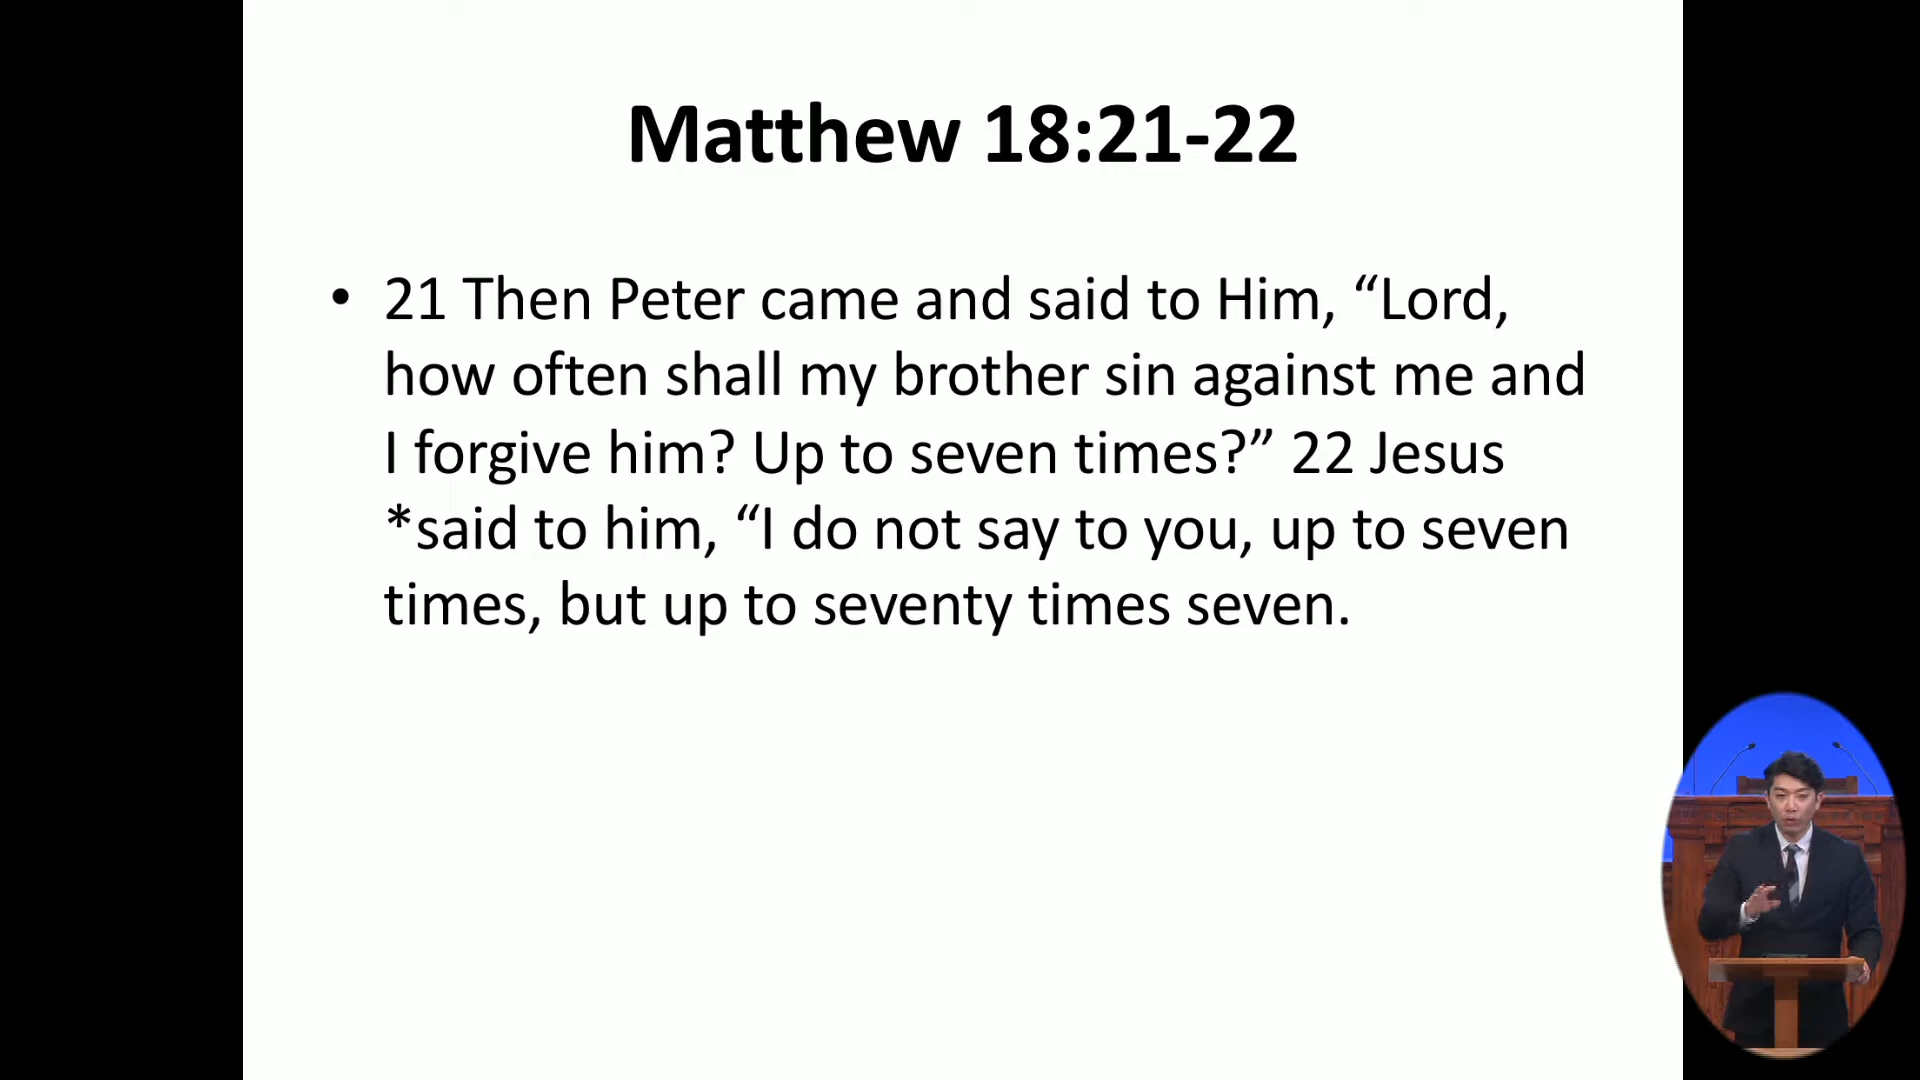 Matthew 18:21-22
• 21 Then Peter came and said to Him, “Lord,
how often shall my brother sin against me and
I forgive him? Up to seven times?” 22 Jesus
*said to him, “I do not say to you, up to seven
times, but up to seventy times seven.